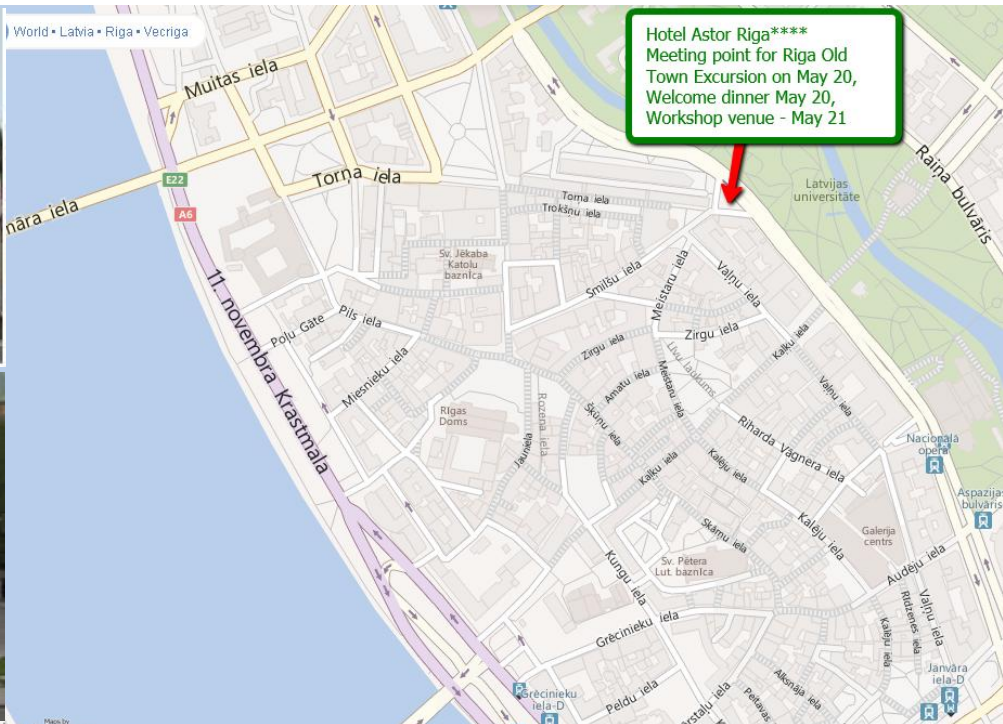 World • Latvia • Riga • Vecriga
Hotel Astor Riga****
Meeting point for Riga Old
Town Excursion on May 20,
Welcome dinner May 20,
Workshop venue - May 21
Muitas iela
E22
Torņa iela
A6
nāra iela
Torņa iela
Trokšņu iela
Latvijas
universitāte
Raiņa bulvāris
Sv. Jēkaba
Katoļu
baznīca
Smilšu iela
Meistaru iela
Vaļņu iela
11. novembra Krastmala
Poļu Gāte
Pils iela
Zirgu iela
Zirgu iela
Kaļķu iela
Miesnieku iela
Līvu laukums
Meistaru iela
Amatu iela
Vaļņu iela
Rīgas
Doms
Rozena iela
Šķūņu iela
Jauniela
Riharda Vāgnera iela
Nacionālā
opera
Kaļķu iela
Kalēju iela
Aspazijas
bulvāris
Skārņu iela
Kalēju iela
Galerija
centrs
Sv. Pētera
Lut. baznīca
Audēju iela
Kungu iela
Rīdzenes iela
Vaļņu iela
Grēcinieku iela
Kalēju iela
Janvāra
iela-D
Alksnāja iela
Peitavas
Grēcinieku
iela-D
Peldu iela
ārstaļu iela
Maps by